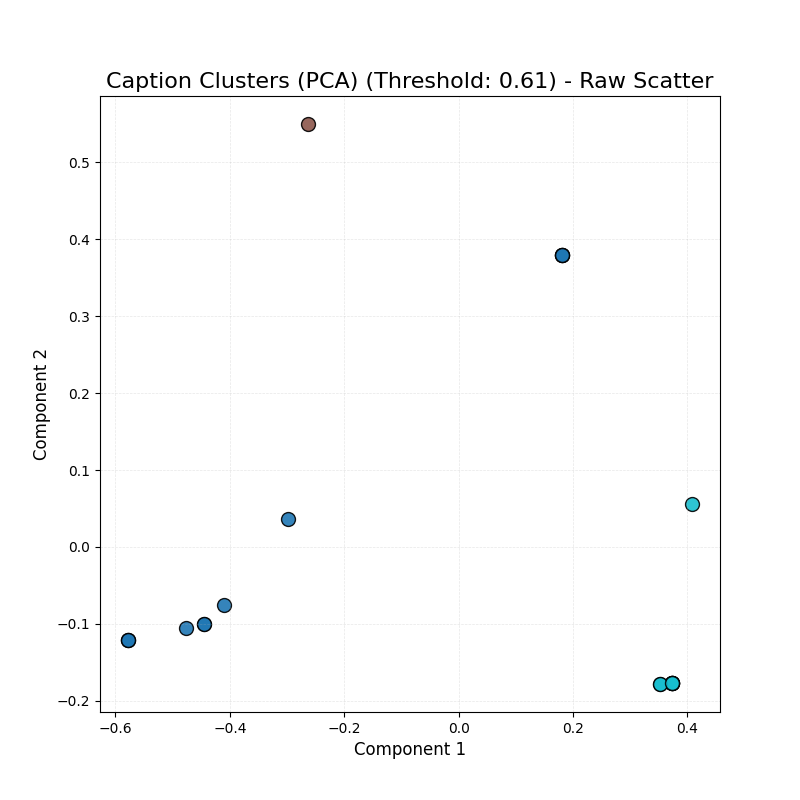 Caption Clusters (PCA) (Threshold: 0.61) - Raw Scatter
0.5
0.4
0.3
0.2
0.1
0.0
−0.1
−0.2
Component 2
−0.6 −0.4 −0.2 0.0 0.2 0.4
Component 1